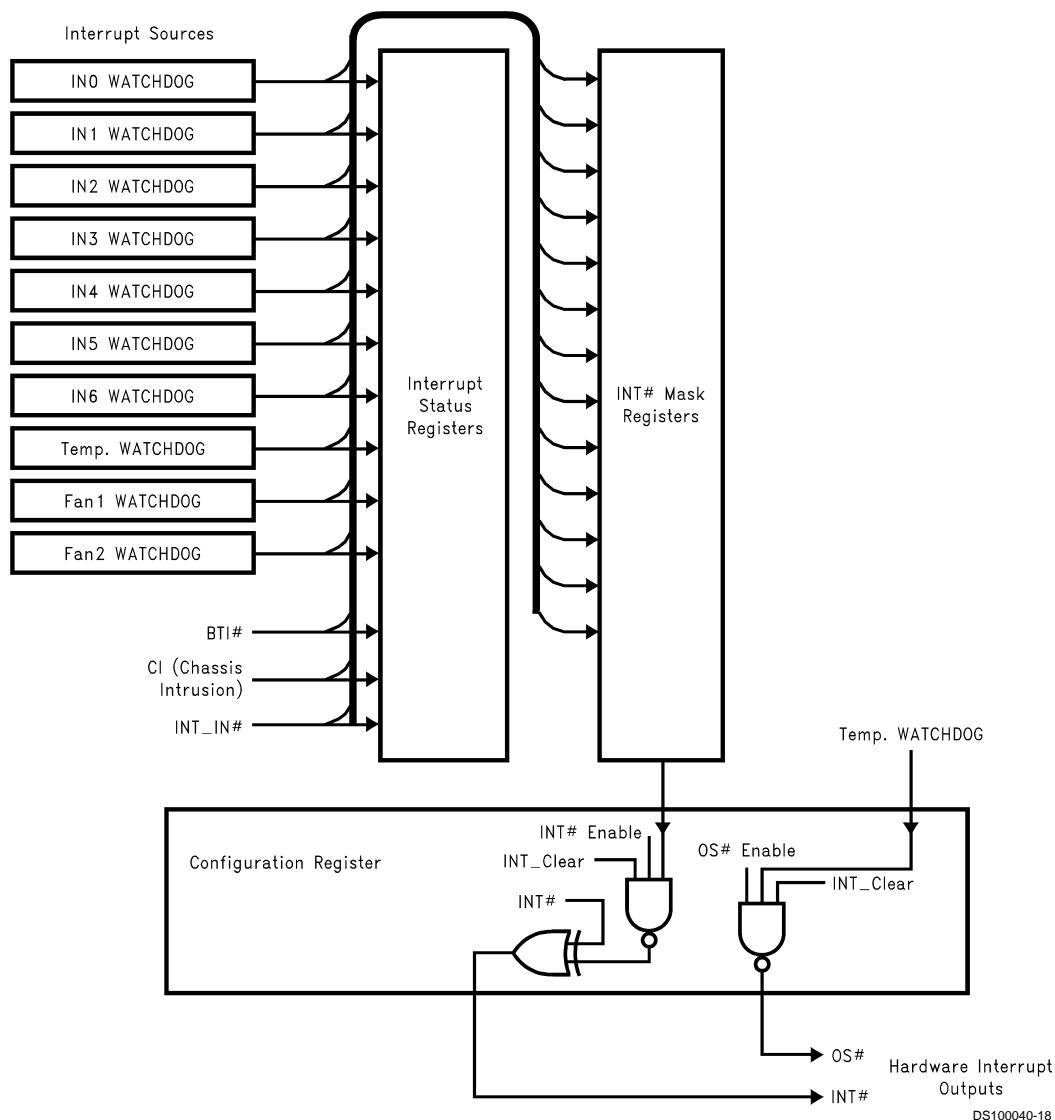 Interrupt Sources
IN0 WATCHDOG
IN1 WATCHDOG
IN2 WATCHDOG
IN3 WATCHDOG
IN4 WATCHDOG
IN5 WATCHDOG
IN6 WATCHDOG
Temp. WATCHDOG
Fan1 WATCHDOG
Fan2 WATCHDOG
BTI#
CI (Chassis
Intrusion)
INT_IN#
Interrupt
Status
Registers
INT# Mask
Registers
Temp. WATCHDOG
Configuration Register
INT# Enable
INT_Clear
INT#
OS# Enable
INT_Clear
OS#
INT#
Hardware Interrupt
Outputs
DS100040-18